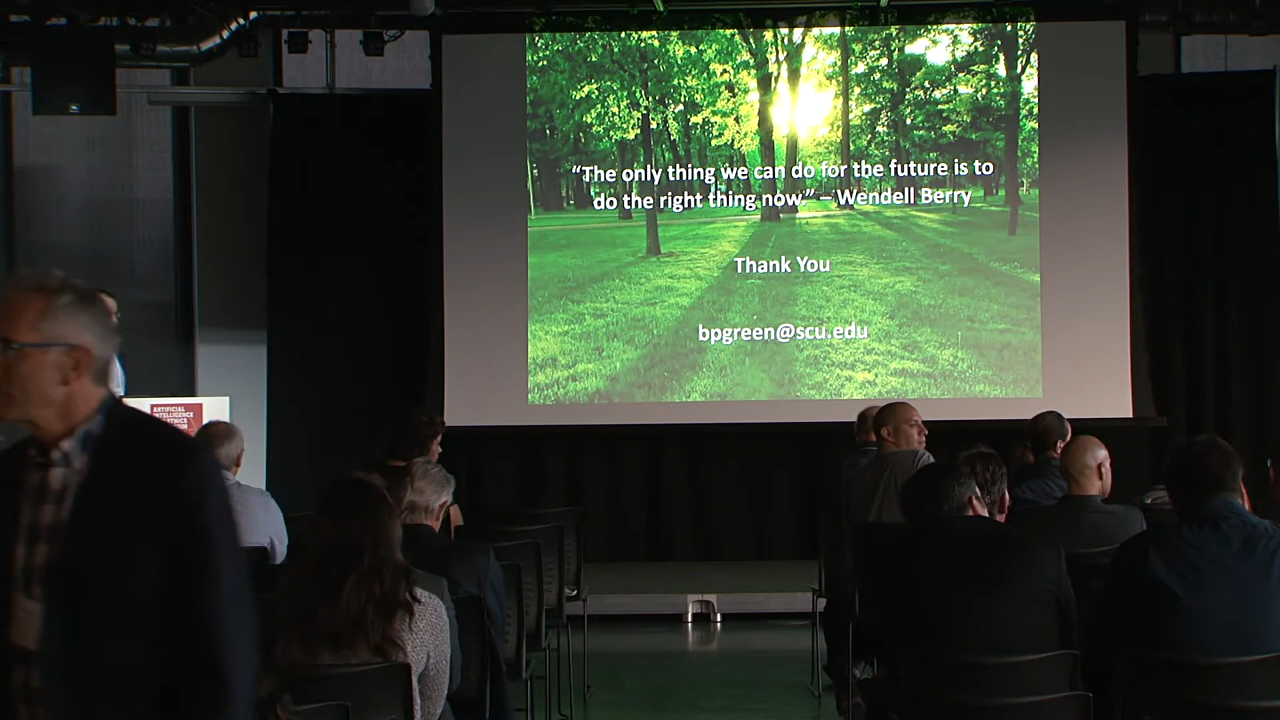 “The only thing we can do for the future is to
do the right thing now.” – Wendell Berry
Thank You
bpgreen@scu.edu
ARTIFICIAL
INTELLIGENCE
ETHICS